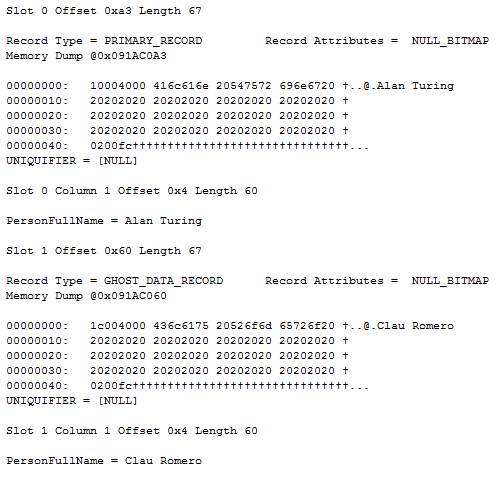 Slot 0 Offset 0xa3 Length 67
Record Type = PRIMARY_RECORD Record Attributes = NULL_BITMAP
Memory Dump @0x091AC0A3
00000000: 10004000 416c616e 20547572 696e6720 †..@.Alan Turing
00000010: 20202020 20202020 20202020 20202020 †
00000020: 20202020 20202020 20202020 20202020 †
00000030: 20202020 20202020 20202020 20202020 †
00000040: 0200fc†††††††††††††††††††††††††††††††...
UNIQUIFIER = [NULL]
Slot 0 Column 1 Offset 0x4 Length 60
PersonFullName = Alan Turing
Slot 1 Offset 0x60 Length 67
Record Type = GHOST_DATA_RECORD Record Attributes = NULL_BITMAP
Memory Dump @0x091AC060
00000000: 1c004000 436c6175 20526f6d 65726f20 †..@.Clau Romero
00000010: 20202020 20202020 20202020 20202020 †
00000020: 20202020 20202020 20202020 20202020 †
00000030: 20202020 20202020 20202020 20202020 †
00000040: 0200fc†††††††††††††††††††††††††††††††...
UNIQUIFIER = [NULL]
Slot 1 Column 1 Offset 0x4 Length 60
PersonFullName = Clau Romero